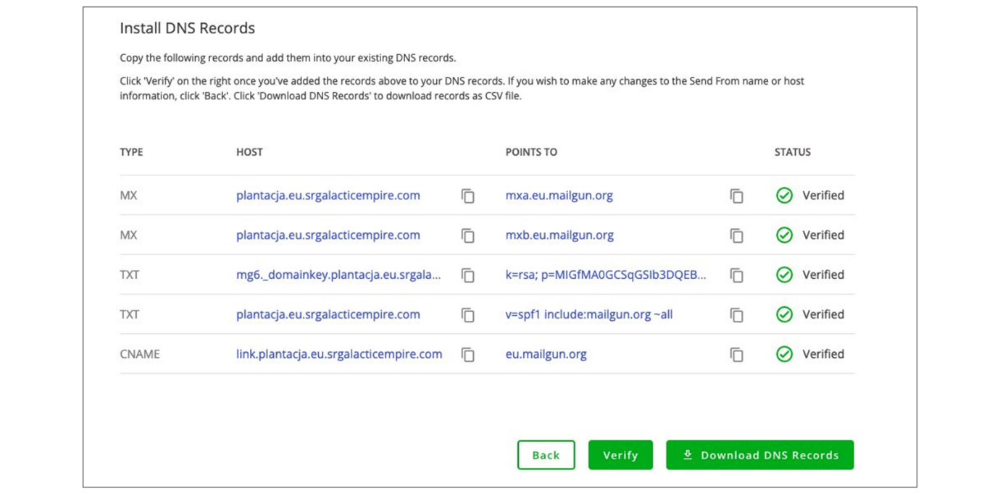 Install DNS Records
Copy the following records and add them into your existing DNS records.
Click 'Verify' on the right once you've added the records above to your DNS records. If you wish to make any changes to the Send From name or host
information, click 'Back'. Click 'Download DNS Records' to download records as CSV file.
TYPE HOST POINTS TO STATUS
MX plantacja.eu.srgalacticempire.com mxa.eu.mailgun.org Verified
MX plantacja.eu.srgalacticempire.com mxb.eu.mailgun.org Verified
TXT mg6._domainkey.plantacja.eu.srgala... k=rsa; p=MIGfMA0GCSqGSIb3DQEB... Verified
TXT plantacja.eu.srgalacticempire.com v=spf1 include:mailgun.org ~all Verified
CNAME link.plantacja.eu.srgalacticempire.com eu.mailgun.org Verified
Back Verify Download DNS Records